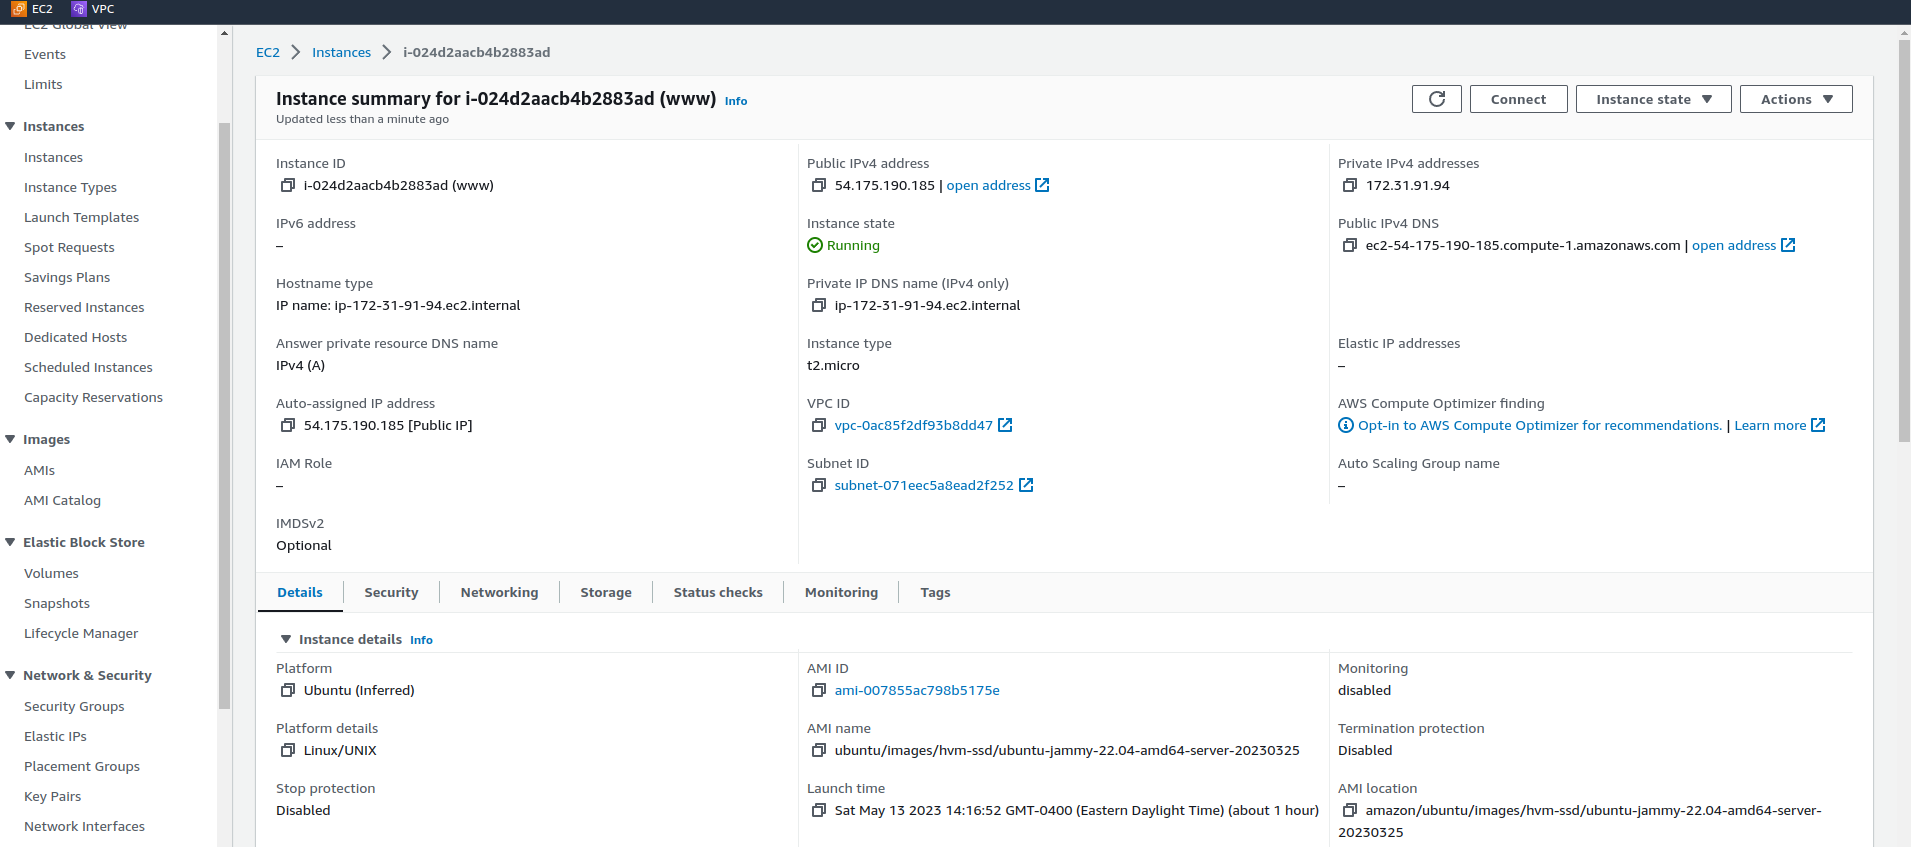 EC2 VPC
EC2 Global View
Events
Limits
Instances
Instances
Instance Types
Launch Templates
Spot Requests
Savings Plans
Reserved Instances
Dedicated Hosts
Scheduled Instances
Capacity Reservations
Images
AMIs
AMI Catalog
Elastic Block Store
Volumes
Snapshots
Lifecycle Manager
Network & Security
Security Groups
Elastic IPs
Placement Groups
Key Pairs
Network Interfaces
EC2 Instances i-024d2aacb4b2883ad
Instance summary for i-024d2aacb4b2883ad (www) Info
Updated less than a minute ago
Connect Instance state Actions
Instance ID
i-024d2aacb4b2883ad (www)
Public IPv4 address
54.175.190.185 | open address
Private IPv4 addresses
172.31.91.94
IPv6 address
–
Instance state
Running
Public IPv4 DNS
ec2-54-175-190-185.compute-1.amazonaws.com | open address
Hostname type
IP name: ip-172-31-91-94.ec2.internal
Private IP DNS name (IPv4 only)
ip-172-31-91-94.ec2.internal
Answer private resource DNS name
IPv4 (A)
Instance type
t2.micro
Elastic IP addresses
–
Auto-assigned IP address
54.175.190.185 [Public IP]
VPC ID
vpc-0ac85f2df93b8dd47
AWS Compute Optimizer finding
Opt-in to AWS Compute Optimizer for recommendations. | Learn more
IAM Role
–
Subnet ID
subnet-071eec5a8ead2f252
Auto Scaling Group name
–
IMDSv2
Optional
Details Security Networking Storage Status checks Monitoring Tags
Instance details Info
Platform
Ubuntu (Inferred)
AMI ID
ami-007855ac798b5175e
Monitoring
disabled
Platform details
Linux/UNIX
AMI name
ubuntu/images/hvm-ssd/ubuntu-jammy-22.04-amd64-server-20230325
Termination protection
Disabled
Stop protection
Disabled
Launch time
Sat May 13 2023 14:16:52 GMT-0400 (Eastern Daylight Time) (about 1 hour)
AMI location
amazon/ubuntu/images/hvm-ssd/ubuntu-jammy-22.04-amd64-server-
20230325